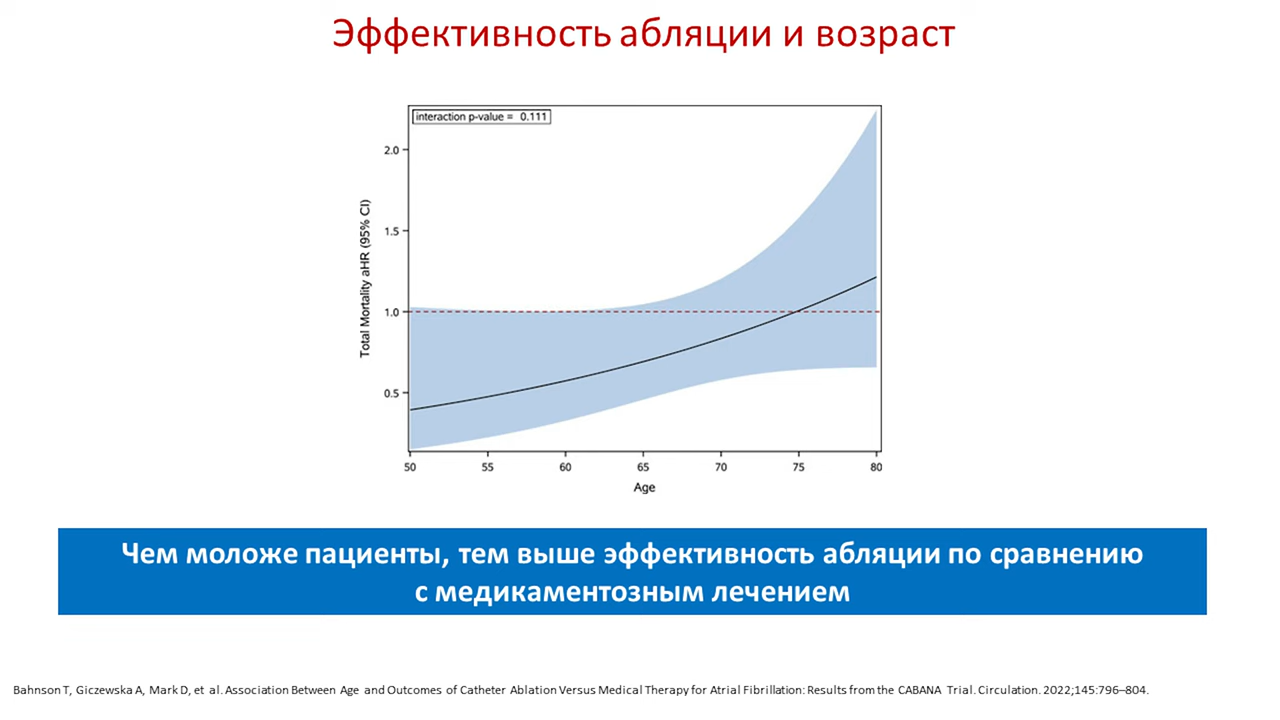 Эффективность абляции и возраст
interaction p-value = 0.111
2.0
1.5
1.0
0.5
Total Mortality aHR (95% CI)
50 55 60 65 70 75 80
Age
Чем моложе пациенты, тем выше эффективность абляции по сравнению
с медикаментозным лечением
Bahnson T, Giczewska A, Mark D, et al. Association Between Age and Outcomes of Catheter Ablation Versus Medical Therapy for Atrial Fibrillation: Results from the CABANA Trial. Circulation. 2022;145:796–804.